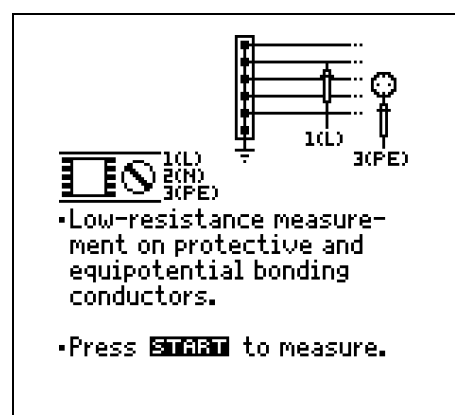 1(L)
3(PE)
1(L)
2(N)
3(PE)
▪Low-resistance measure-
ment on protective and
equipotential bonding
conductors.
▪Press START to measure.